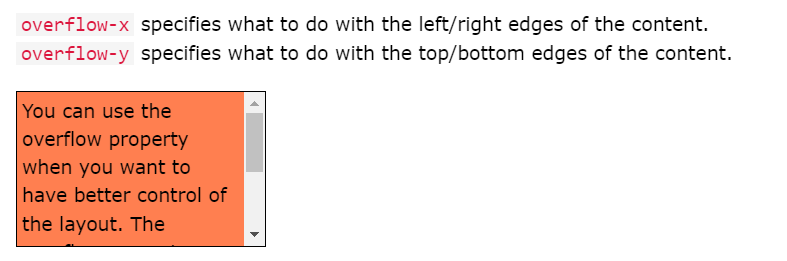 overflow-x specifies what to do with the left/right edges of the content.
overflow-y specifies what to do with the top/bottom edges of the content.
You can use the
overflow property
when you want to
have better control of
the layout. The